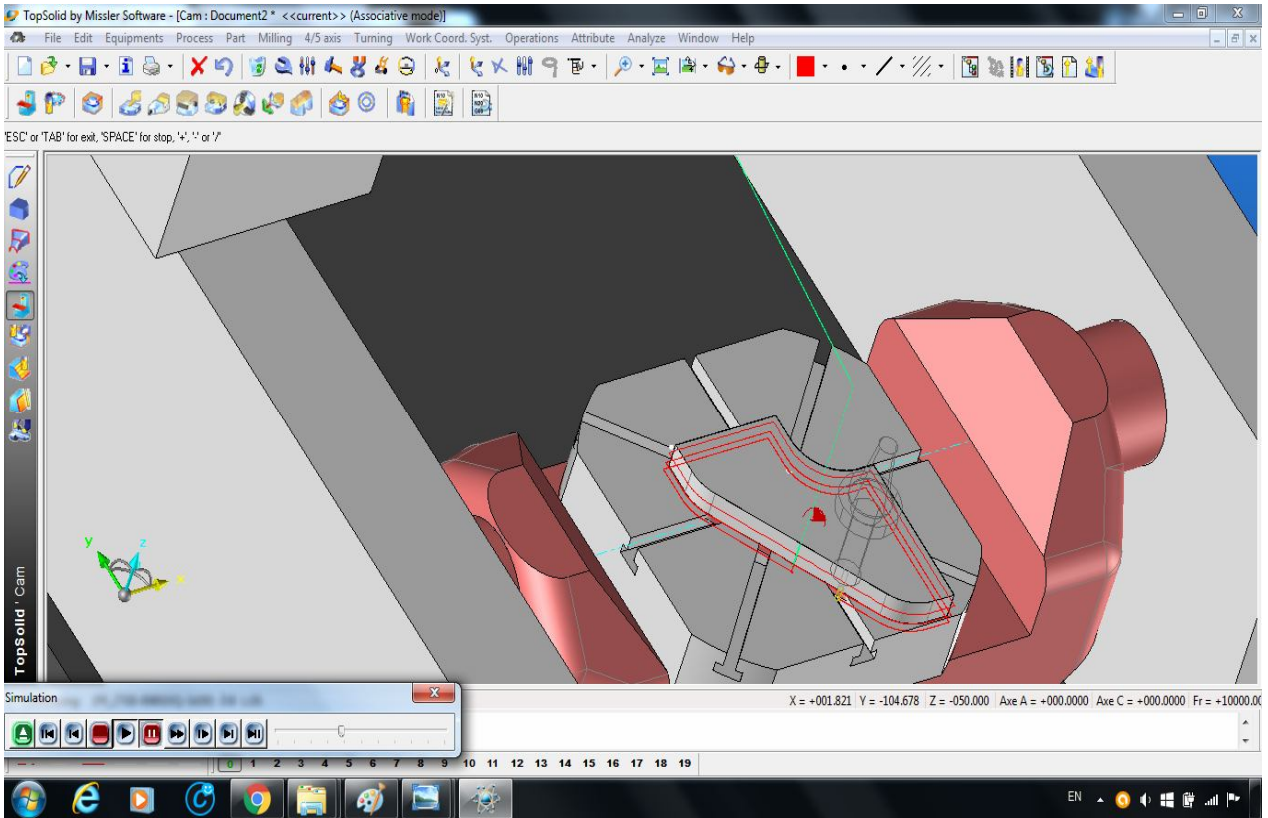 TopSolid by Missler Software - [Cam : Document2 * <<current>> (Associative mode)]
File Edit Equipments Process Part Milling 4/5 axis Turning Work Coord. Syst. Operations Attribute Analyze Window Help
'ESC' or 'TAB' for exit, 'SPACE' for stop, '+', '-' or '/'
y z x
TopSolid ' Cam
Simulation
X = +001.821 Y = -104.678 Z = -050.000 Axe A = +000.0000 Axe C = +000.0000 Fr = +10000.00
0 1 2 3 4 5 6 7 8 9 10 11 12 13 14 15 16 17 18 19
EN